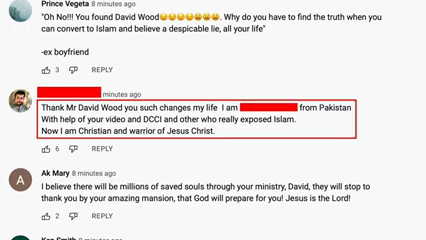 Prince Vegeta 8 minutes ago
"Oh No!!! You found David Wood😏😏😏😩😩😩. Why do you have to find the truth when you
can convert to Islam and believe a despicable lie, all your life"
-ex boyfriend
3 REPLY
minutes ago
Thank Mr David Wood you such changes my life I am from Pakistan
With help of your video and DCCI and other who really exposed Islam.
Now I am Christian and warrior of Jesus Christ.
6 REPLY
A
Ak Mary 8 minutes ago
I believe there will be millions of saved souls through your ministry, David, they will stop to
thank you by your amazing mansion, that God will prepare for you! Jesus is the Lord!
2 REPLY